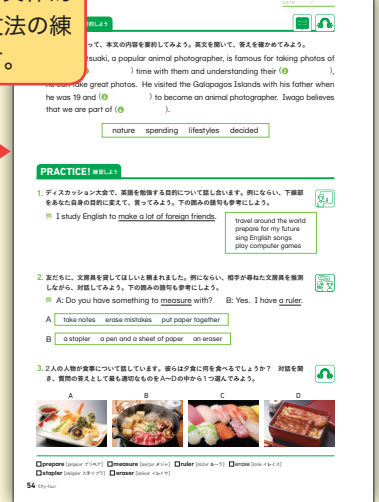 法の練
。
DATE /
約しよう
って、本文の内容を要約してみよう。英文を聞いて、答えを確かめてみよう。
tsuaki, a popular animal photographer, is famous for taking photos of
) time with them and understanding their (❷ ),
he can take great photos. He visited the Galapagos Islands with his father when
he was 19 and (❸ ) to become an animal photographer. Iwago believes
that we are part of (❹ ).
nature spending lifestyles decided
PRACTICE! 練習しよう
1. ディスカッション大会で、英語を勉強する目的について話し合います。例にならい、下線部
をあなた自身の目的に変えて、言ってみよう。下の囲みの語句も参考にしよう。
例 I study English to make a lot of foreign friends.
travel around the world
prepare for my future
sing English songs
play computer games
2. 友だちに、文房具を貸してほしいと頼まれました。例にならい、相手が尋ねた文房具を推測
しながら、対話してみよう。下の囲みの語句も参考にしよう。
例 A: Do you have something to measure with? B: Yes. I have a ruler.
A take notes erase mistakes put paper together
B a stapler a pen and a sheet of paper an eraser
3. 2人の人物が食事について話しています。彼らは夕食に何を食べるでしょうか？ 対話を聞
き、質問の答えとして最も適切なものをA~Dの中から1つ選んでみよう。
A B C D
□prepare □measure □ruler □erase
□stapler □eraser
54 fifty-four